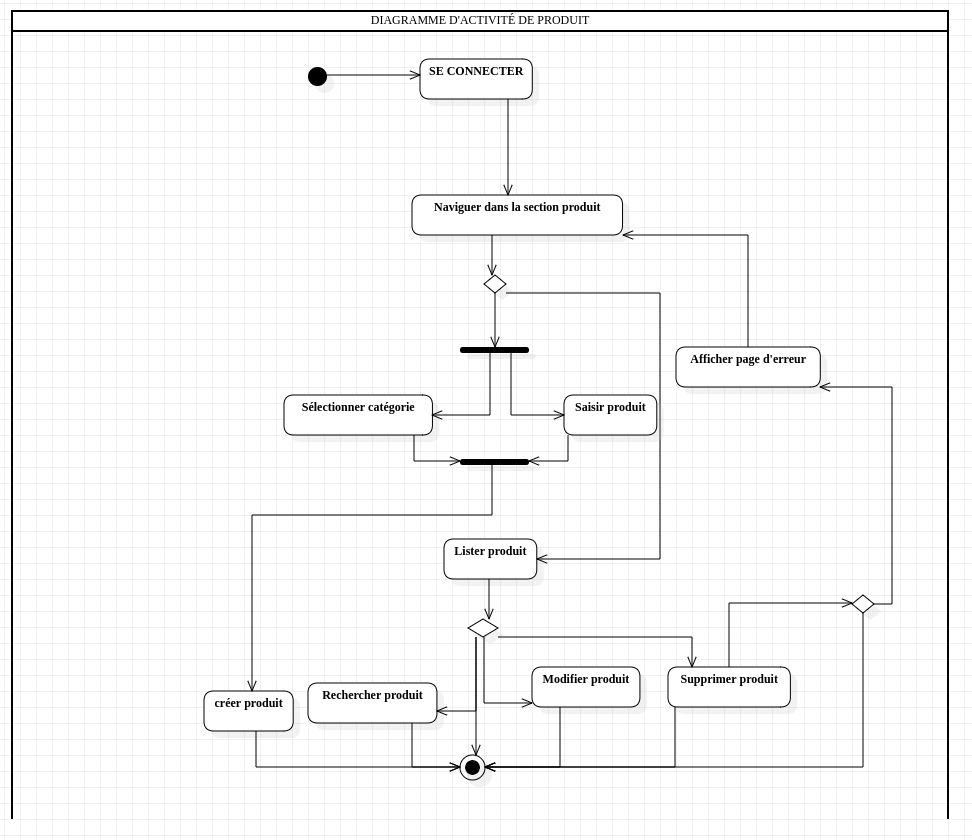 DIAGRAMME D'ACTIVITÉ DE PRODUIT
SE CONNECTER
Naviguer dans la section produit
Afficher page d'erreur
Sélectionner catégorie
Saisir produit
Lister produit
Modifier produit
Supprimer produit
Rechercher produit
créer produit